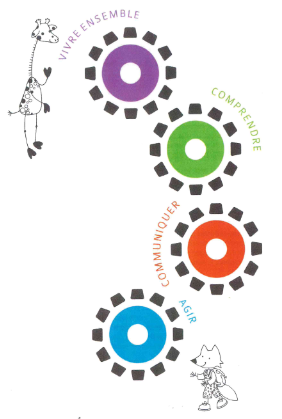 VIVRE ENSEMBLE
COMPRENDRE
COMMUNIQUER
AGIR